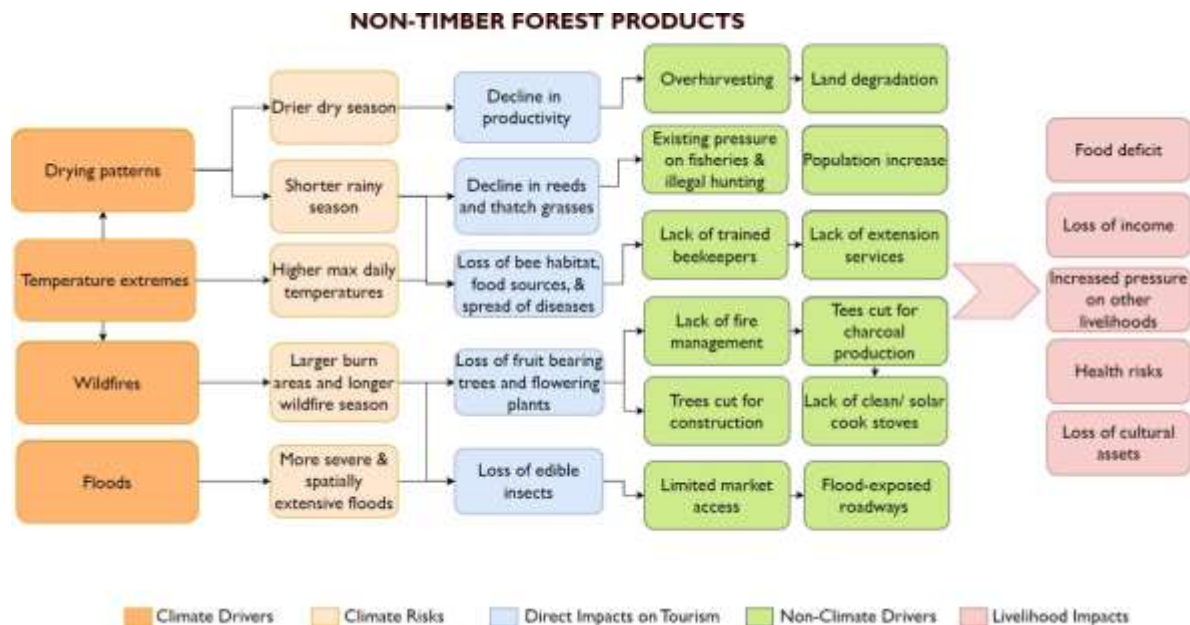 NON-TIMBER FOREST PRODUCTS
Drying patterns
Temperature extremes
Wildfires
Floods
Drier dry season
Shorter rainy
season
Higher max daily
temperatures
Larger burn
areas and longer
wildfire season
More severe &
spatially
extensive floods
Decline in
productivity
Decline in reeds
and thatch grasses
Loss of bee habitat,
food sources, &
spread of diseases
Loss of fruit bearing
trees and flowering
plants
Loss of edible
insects
Overharvesting
Existing pressure
on fisheries &
illegal hunting
Lack of trained
beekeepers
Lack of fire
management
Trees cut for
construction
Limited market
access
Land degradation
Population increase
Lack of extension
services
Tees cut for
charcoal
production
Lack of clean/ solar
cook stoves
Flood-exposed
roadways
Food deficit
Loss of income
Increased pressure
on other
livelihoods
Health risks
Loss of cultural
assets
Climate Drivers
Climate Risks
Direct Impacts on Tourism
Non-Climate Drivers
Livelihood Impacts